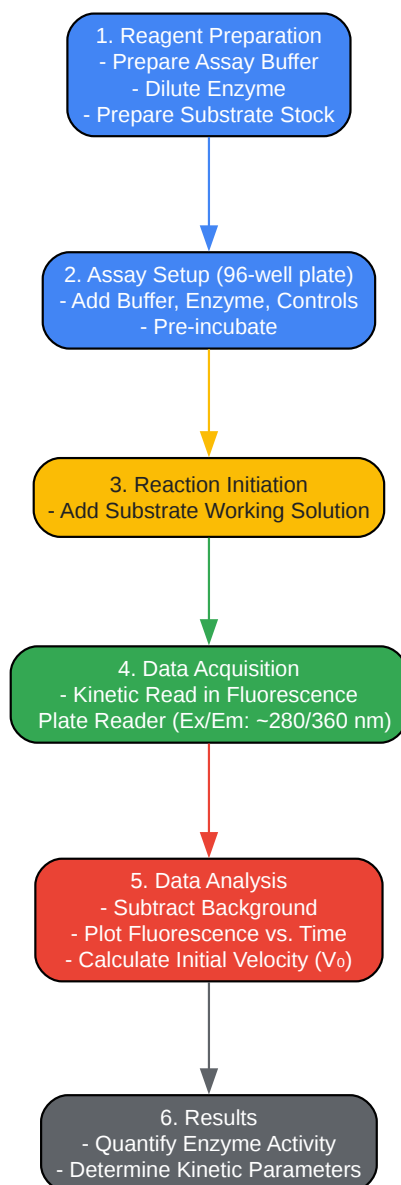 1. Reagent Preparation
- Prepare Assay Buffer
- Dilute Enzyme
- Prepare Substrate Stock
2. Assay Setup (96-well plate)
- Add Buffer, Enzyme, Controls
- Pre-incubate
3. Reaction Initiation
- Add Substrate Working Solution
4. Data Acquisition
- Kinetic Read in Fluorescence
Plate Reader (Ex/Em: ~280/360 nm)
5. Data Analysis
- Subtract Background
- Plot Fluorescence vs. Time
- Calculate Initial Velocity (V₀)
6. Results
- Quantify Enzyme Activity
- Determine Kinetic Parameters